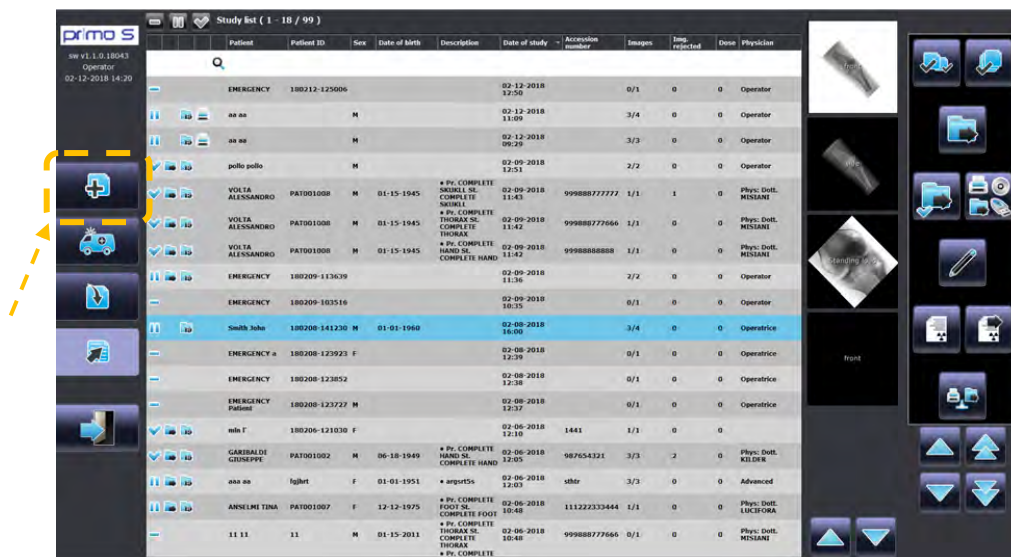 primo S
sw v1.1.0.18043
Operator
02-12-2018 14:20
Study list ( 1 - 18 / 99 )
Patient Patient ID Sex Date of birth Description Date of study Accession number Images Img. rejected Dose Physician
EMERGENCY 180212-125006 02-12-2018 12:50 0/1 0 0 Operator
aa aa M 02-12-2018 11:09 3/4 0 0 Operator
aa aa M 02-12-2018 09:29 3/3 0 0 Operator
pollo pollo M 02-09-2018 12:51 2/2 0 0 Operator
VOLTA ALESSANDRO PAT001008 M 01-15-1945 • Pr. COMPLETE SKUKLL St. COMPLETE SKUKLL 02-09-2018 11:43 999888777777 1/1 1 0 Phys: Dott. MISIANI
VOLTA ALESSANDRO PAT001008 M 01-15-1945 • Pr. COMPLETE THORAX St. COMPLETE THORAX 02-09-2018 11:42 999888777666 1/1 0 0 Phys: Dott. MISIANI
VOLTA ALESSANDRO PAT001008 M 01-15-1945 • Pr. COMPLETE HAND St. COMPLETE HAND 02-09-2018 11:42 99988888888 1/1 0 0 Phys: Dott. MISIANI
EMERGENCY 180209-113639 02-09-2018 11:36 2/2 0 0 Operator
EMERGENCY 180209-103516 02-09-2018 10:35 0/1 0 0 Operator
Smith John 180208-141230 M 01-01-1960 02-08-2018 16:00 3/4 0 0 Operatrice
EMERGENCY a 180208-123923 F 02-08-2018 12:39 0/1 0 0 Operatrice
EMERGENCY 180208-123852 02-08-2018 12:38 0/1 0 0 Operatrice
EMERGENCY Patient 180208-123727 M 02-08-2018 12:37 0/1 0 0 Operatrice
180206-121030 F 02-06-2018 12:10 1441 1/1 0 0
GARIBALDI GIUSEPPE PAT001002 M 06-18-1949 • Pr. COMPLETE HAND St. COMPLETE HAND 02-06-2018 12:05 987654321 3/3 2 0 Phys: Dott. KILDER
aaa aa F 01-01-1951 • argsrt5s 02-06-2018 12:03 sthtr 3/3 0 0 Advanced
ANSELMI TINA PAT001007 F 12-12-1975 • Pr. COMPLETE FOOT St. COMPLETE FOOT 02-06-2018 10:48 111222333444 1/1 0 0 Phys: Dott. LUCIFORA
11 11 11 M 01-15-2011 • Pr. COMPLETE THORAX St. COMPLETE THORAX 02-06-2018 10:48 999888777666 0/1 0 0 Phys: Dott. MISIANI
• Pr. COMPLETE
front
side
front